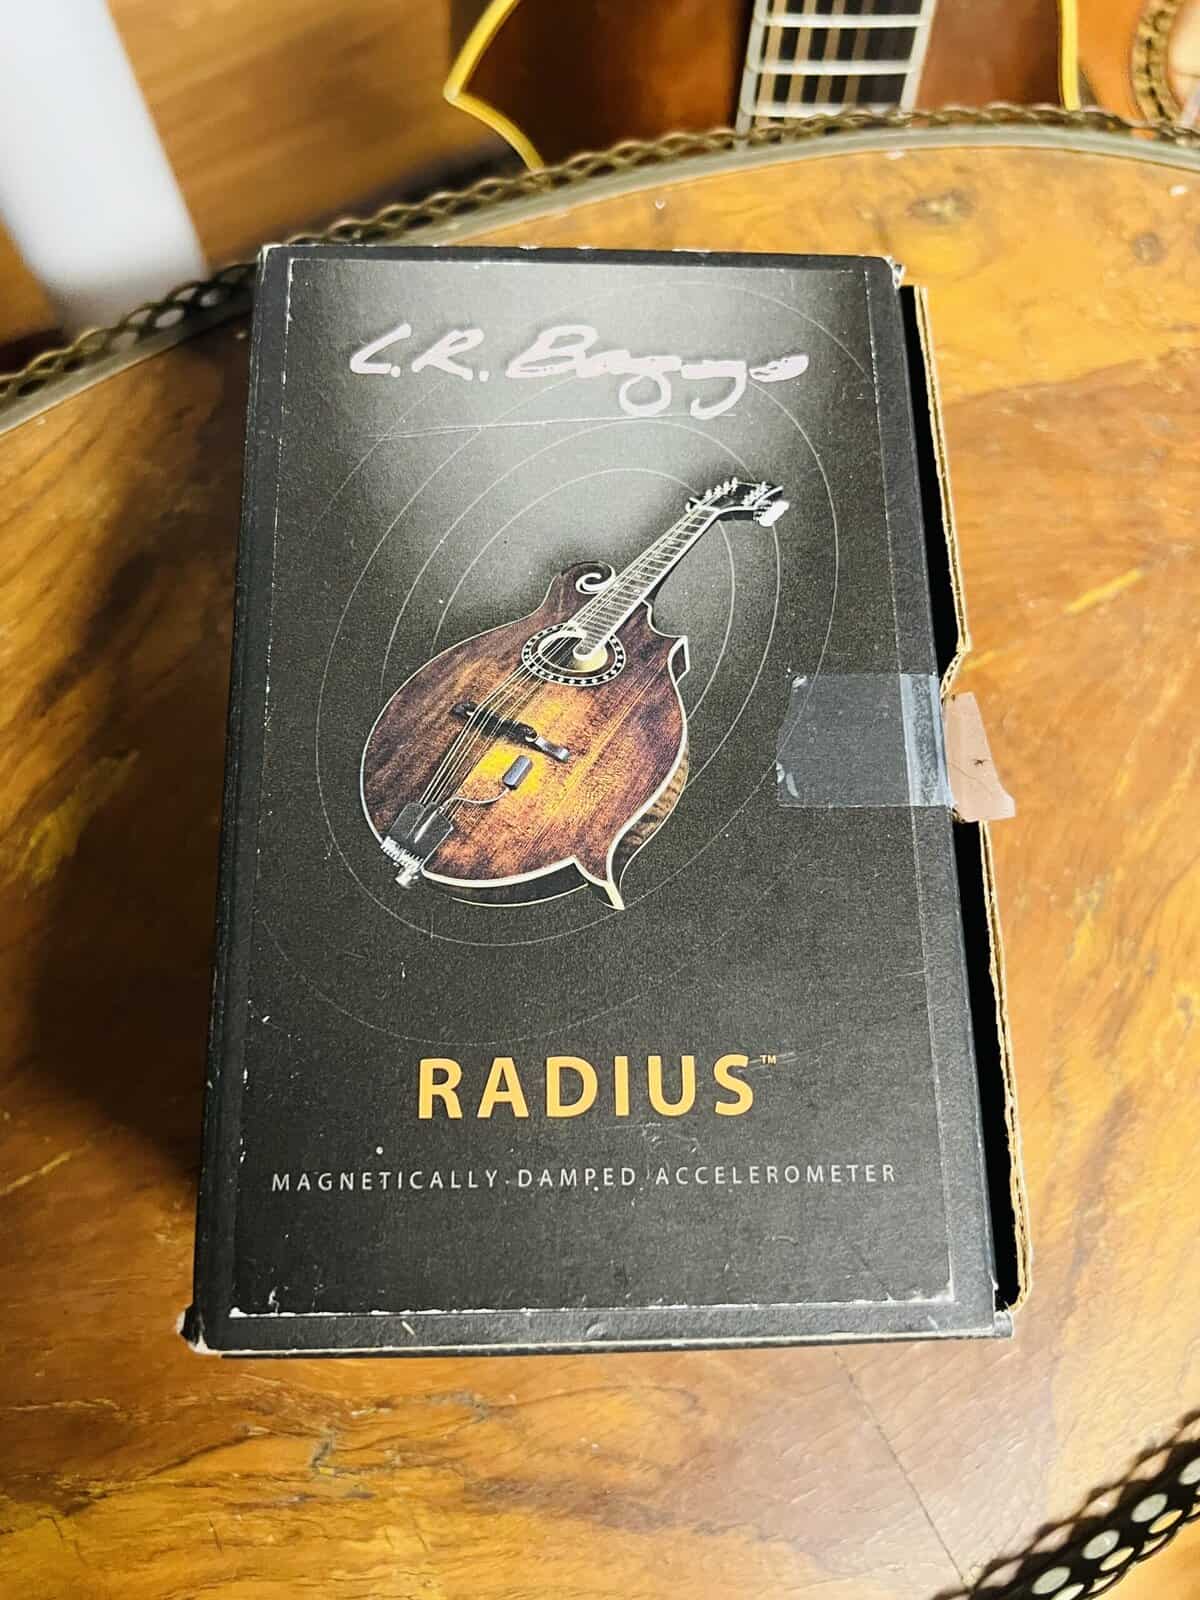 L.R. Baggs
RADIUS™
MAGNETICALLY DAMPED ACCELEROMETER